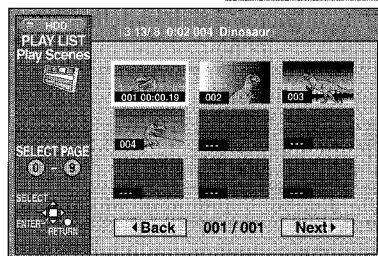 HDD
PLAY LIST
Play Scenes
3 13/ 8 0:02 004 Dinosaur
001 00:00.19
002
003
004
---
---
---
---
---
SELECT PAGE
0 - 9
SELECT
ENTER
RETURN
Back 001 / 001 Next